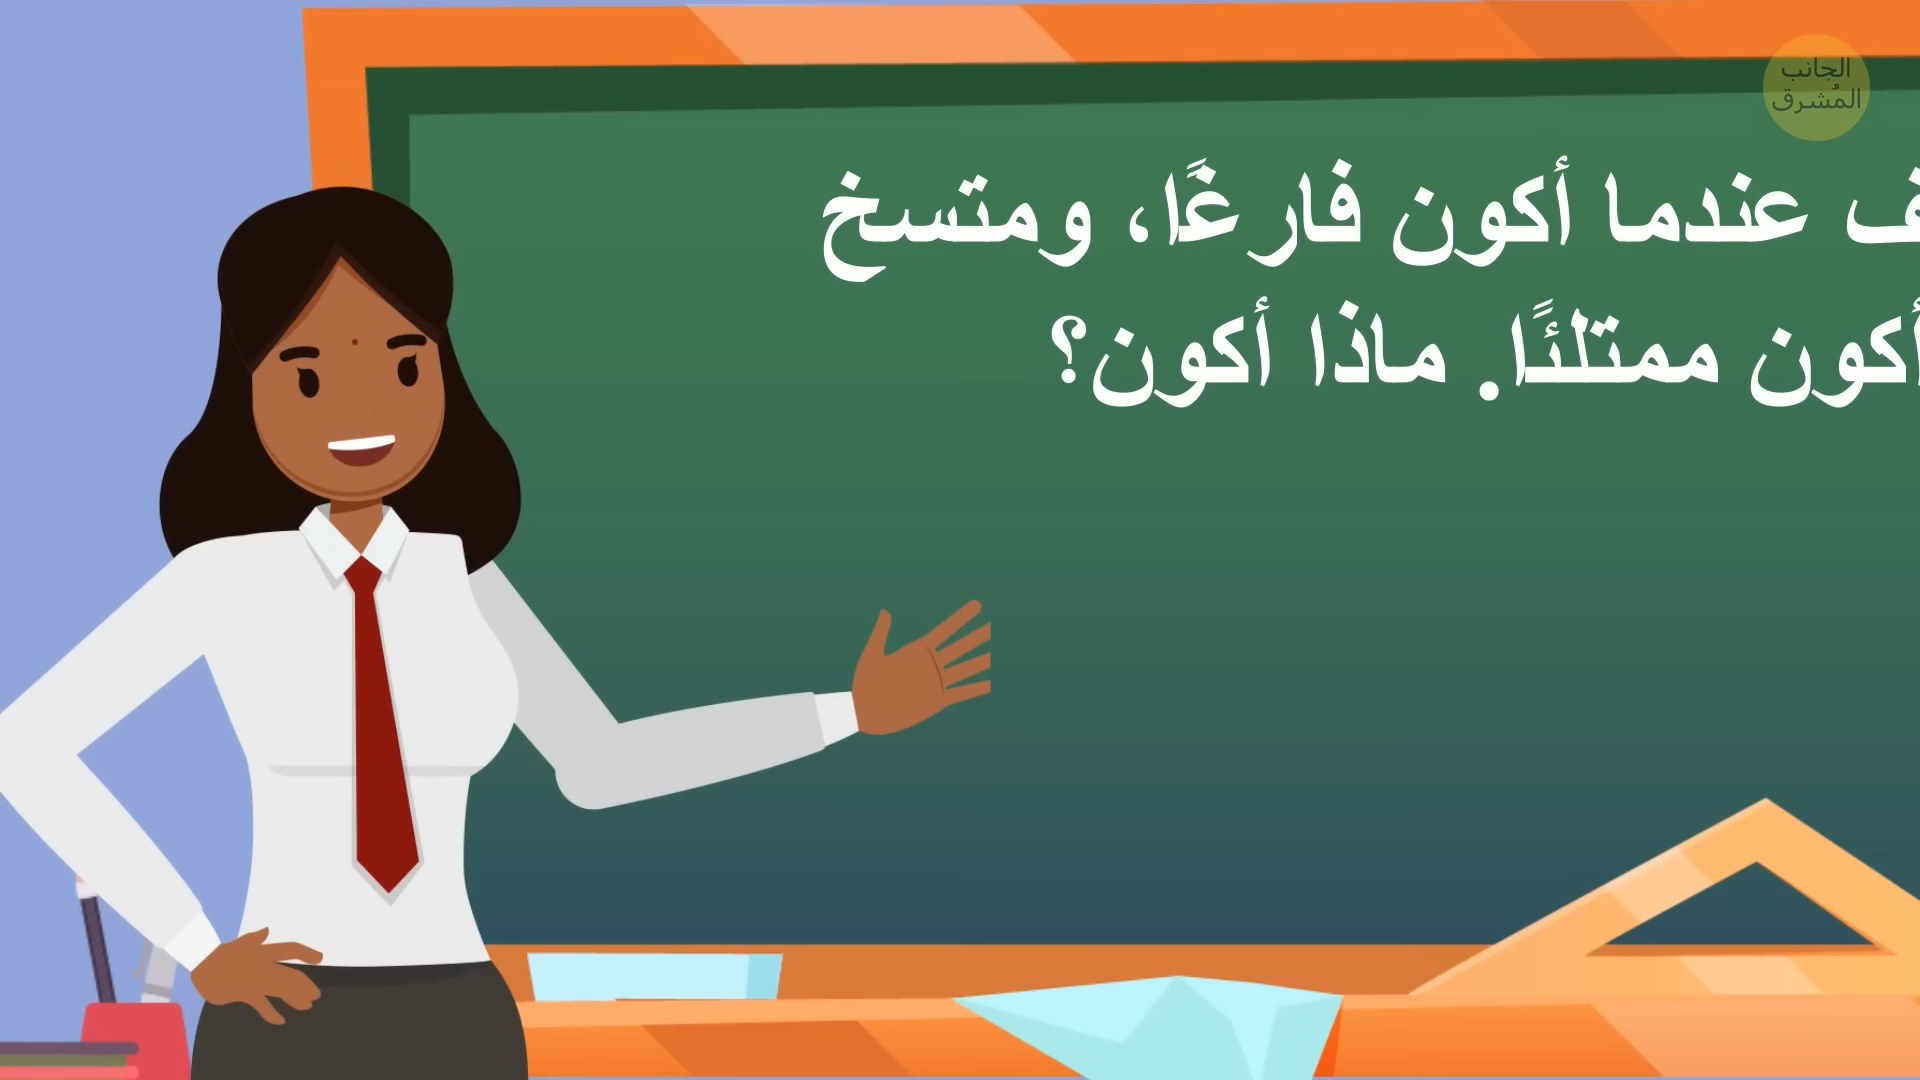 الجانب
المُشرق
عندما أكون فارغًا، ومتسخ
أكون ممتلئًا. ماذا أكون؟